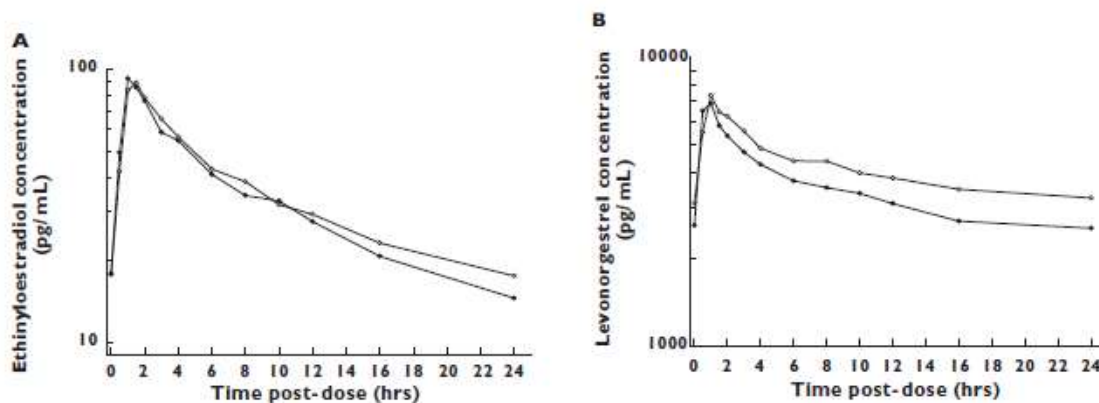 A
Ethinyloestradiol concentration
(pg/mL)
100
10
0 2 4 6 8 10 12 14 16 18 20 22 24
Time post-dose (hrs)
B
Levonorgestrel concentration
(pg/mL)
10000
1000
0 2 4 6 8 10 12 14 16 18 20 22 24
Time post-dose (hrs)